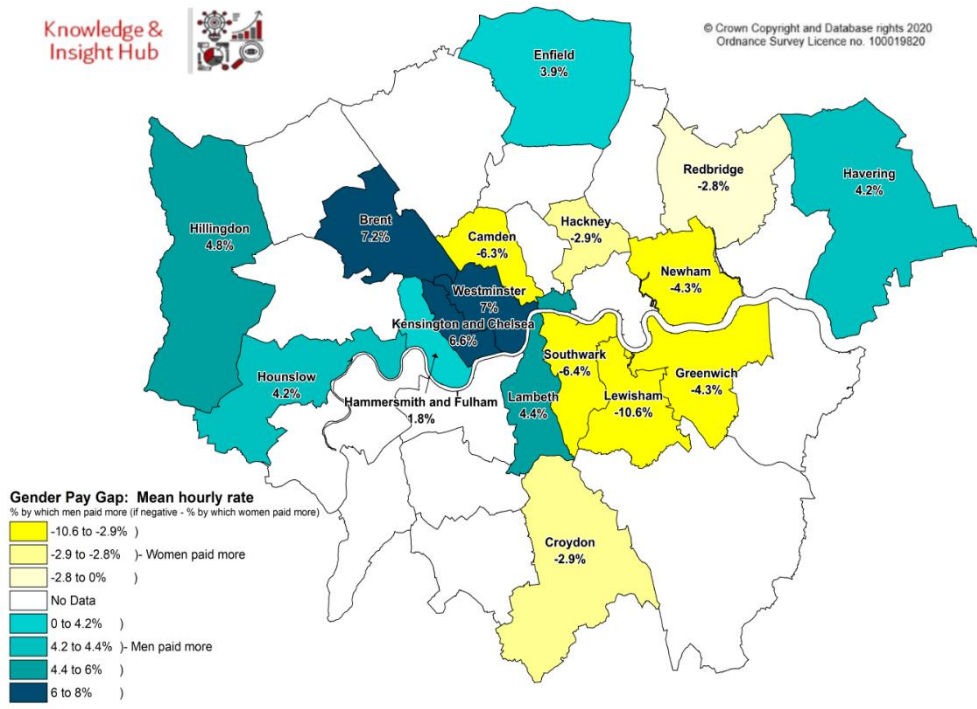 Knowledge &
Insight Hub
© Crown Copyright and Database rights 2020
Ordnance Survey Licence no. 100019820
Enfield
3.9%
Redbridge
-2.8%
Havering
4.2%
Hillingdon
4.8%
Brent
7.2%
Camden
-6.3%
Hackney
-2.9%
Newham
-4.3%
Westminster
7%
Kensington and Chelsea
6.6%
Southwark
-6.4%
Greenwich
-4.3%
Hounslow
4.2%
Hammersmith and Fulham
1.8%
Lambeth
4.4%
Lewisham
-10.6%
Croydon
-2.9%
Gender Pay Gap: Mean hourly rate
% by which men paid more (if negative - % by which women paid more)
-10.6 to -2.9% )
-2.9 to -2.8% )- Women paid more
-2.8 to 0% )
No Data
0 to 4.2% )
4.2 to 4.4% )- Men paid more
4.4 to 6% )
6 to 8% )